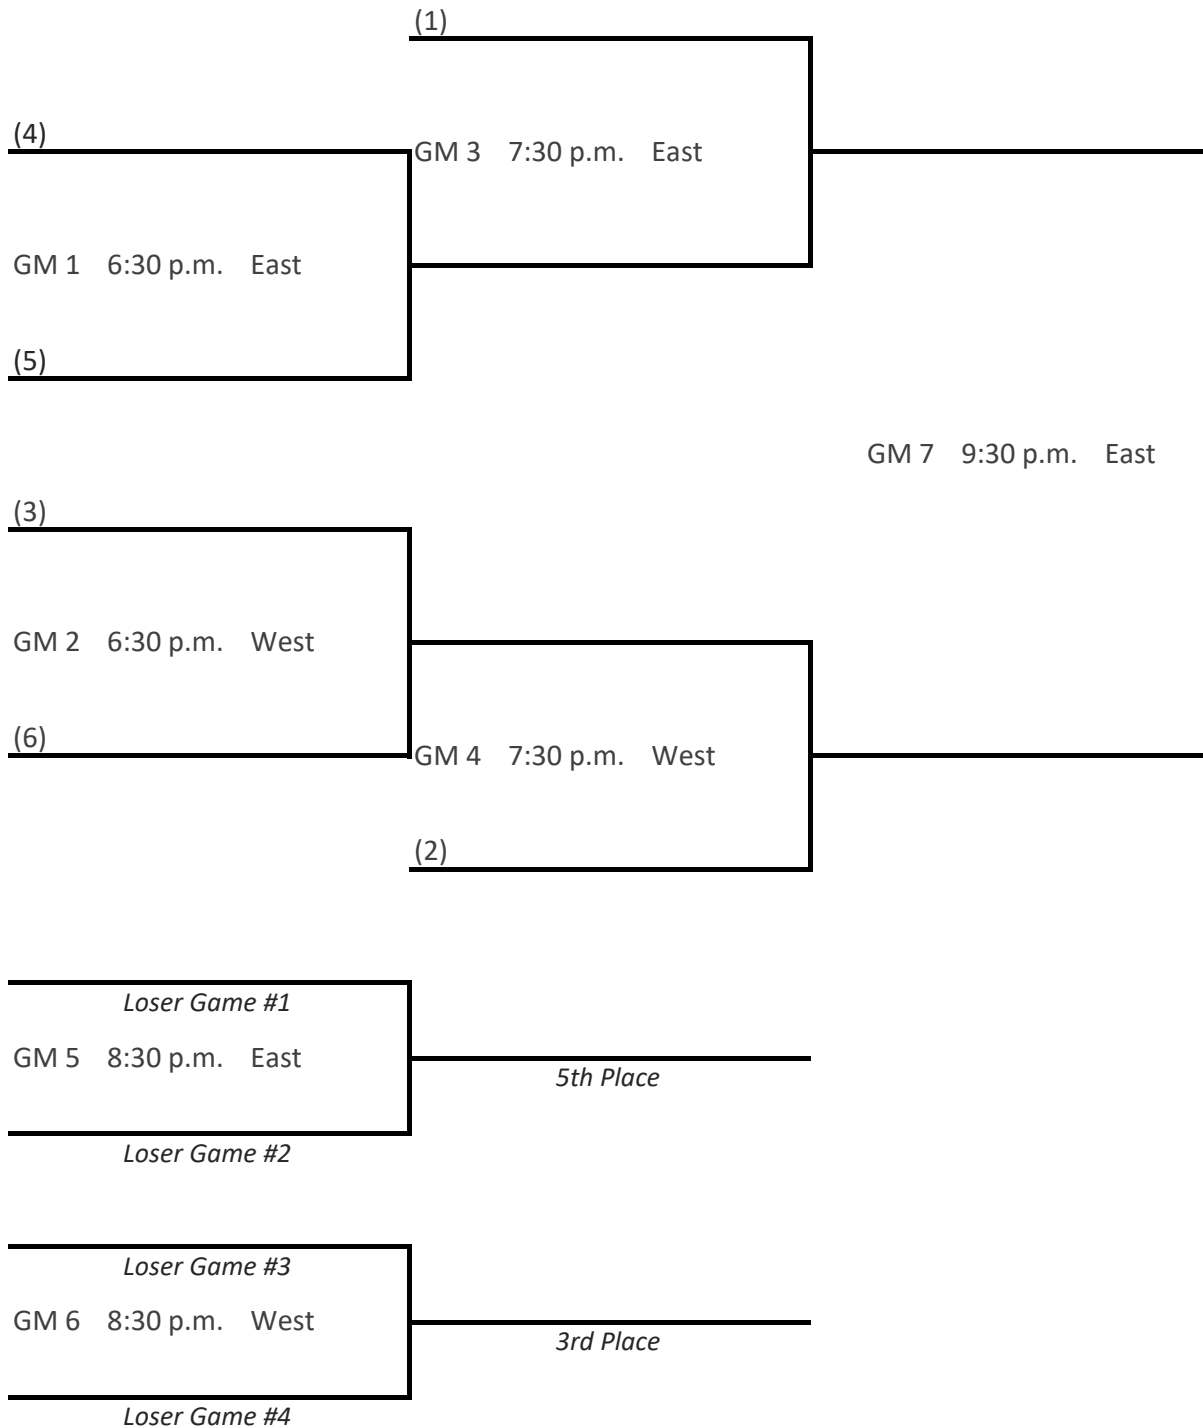 (1)
(4)
GM 3 7:30 p.m. East
GM 1 6:30 p.m. East
(5)
GM 7 9:30 p.m. East
(3)
GM 2 6:30 p.m. West
(6)
GM 4 7:30 p.m. West
(2)
Loser Game #1
GM 5 8:30 p.m. East
5th Place
Loser Game #2
Loser Game #3
GM 6 8:30 p.m. West
3rd Place
Loser Game #4